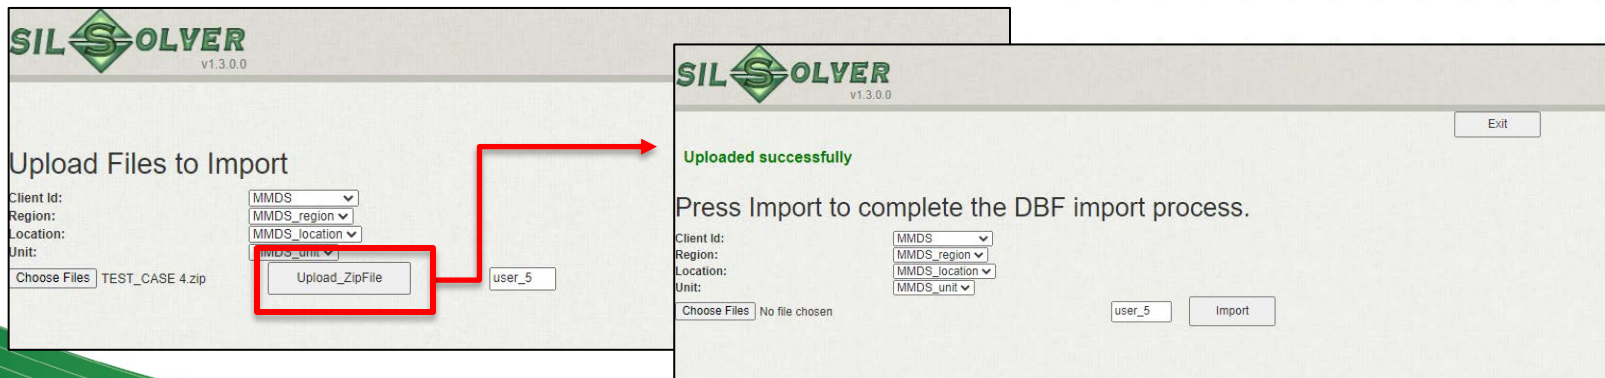 SIL SOLVER
v1.3.0.0
Upload Files to Import
Client Id: MMDS
Region: MMDS_region
Location: MMDS_location
Unit: MMDS_unit
Choose Files TEST_CASE 4.zip Upload_ZipFile user_5
SIL SOLVER
v1.3.0.0
Exit
Uploaded successfully
Press Import to complete the DBF import process.
Client Id: MMDS
Region: MMDS_region
Location: MMDS_location
Unit: MMDS_unit
Choose Files No file chosen user_5 Import